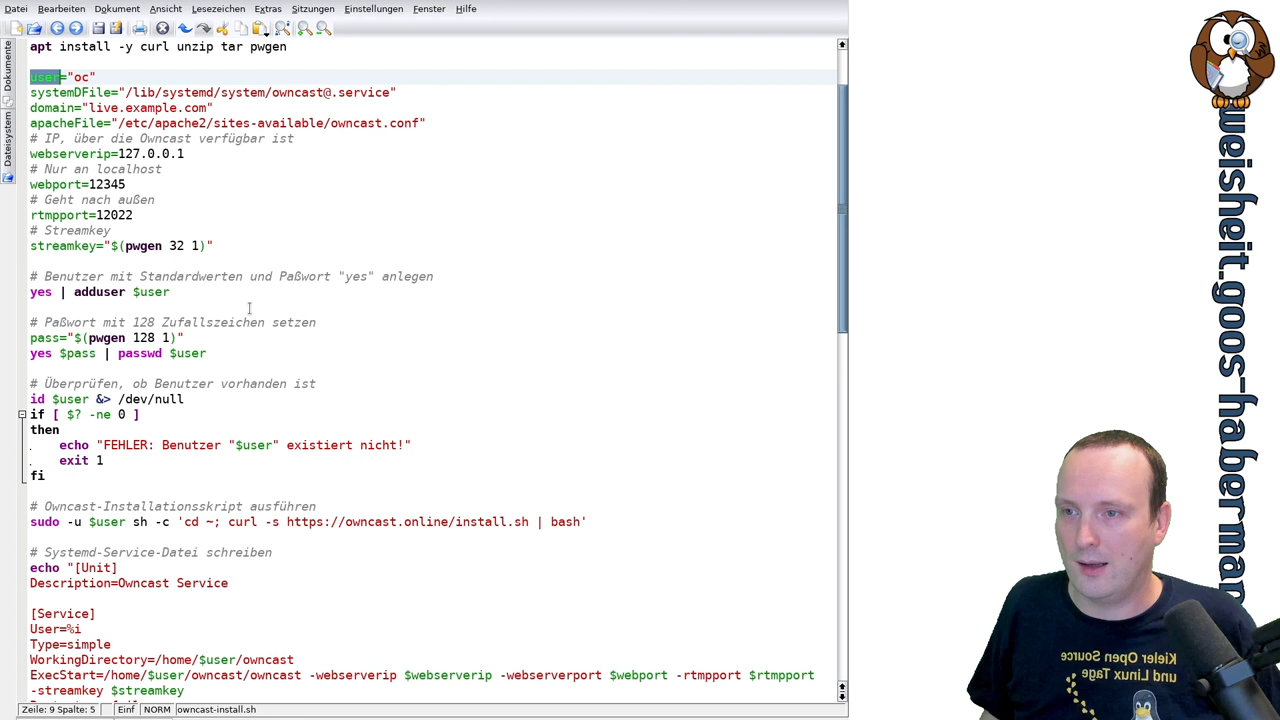 Datei Bearbeiten Dokument Ansicht Lesezeichen Extras Sitzungen Einstellungen Fenster Hilfe
Dokumente
Dateisystem
apt install -y curl unzip tar pwgen
user="oc"
systemDFile="/lib/systemd/system/owncast@.service"
domain="live.example.com"
apacheFile="/etc/apache2/sites-available/owncast.conf"
# IP, über die Owncast verfügbar ist
webserverip=127.0.0.1
# Nur an localhost
webport=12345
# Geht nach außen
rtmpport=12022
# Streamkey
streamkey="$(pwgen 32 1)"
# Benutzer mit Standardwerten und Paßwort "yes" anlegen
yes | adduser $user
# Paßwort mit 128 Zufallszeichen setzen
pass="$(pwgen 128 1)"
yes $pass | passwd $user
# Überprüfen, ob Benutzer vorhanden ist
id $user &> /dev/null
if [ $? -ne 0 ]
then
echo "FEHLER: Benutzer "$user" existiert nicht!"
exit 1
fi
# Owncast-Installationsskript ausführen
sudo -u $user sh -c 'cd ~; curl -s https://owncast.online/install.sh | bash'
# Systemd-Service-Datei schreiben
echo "[Unit]
Description=Owncast Service
[Service]
User=%i
Type=simple
WorkingDirectory=/home/$user/owncast
ExecStart=/home/$user/owncast/owncast -webserverip $webserverip -webserverport $webport -rtmpport $rtmpport
-streamkey $streamkey
Zeile: 9 Spalte: 5 Einf NORM owncast-install.sh
weisheit.goos-haberman
Kieler Open Source
und Linux Tage